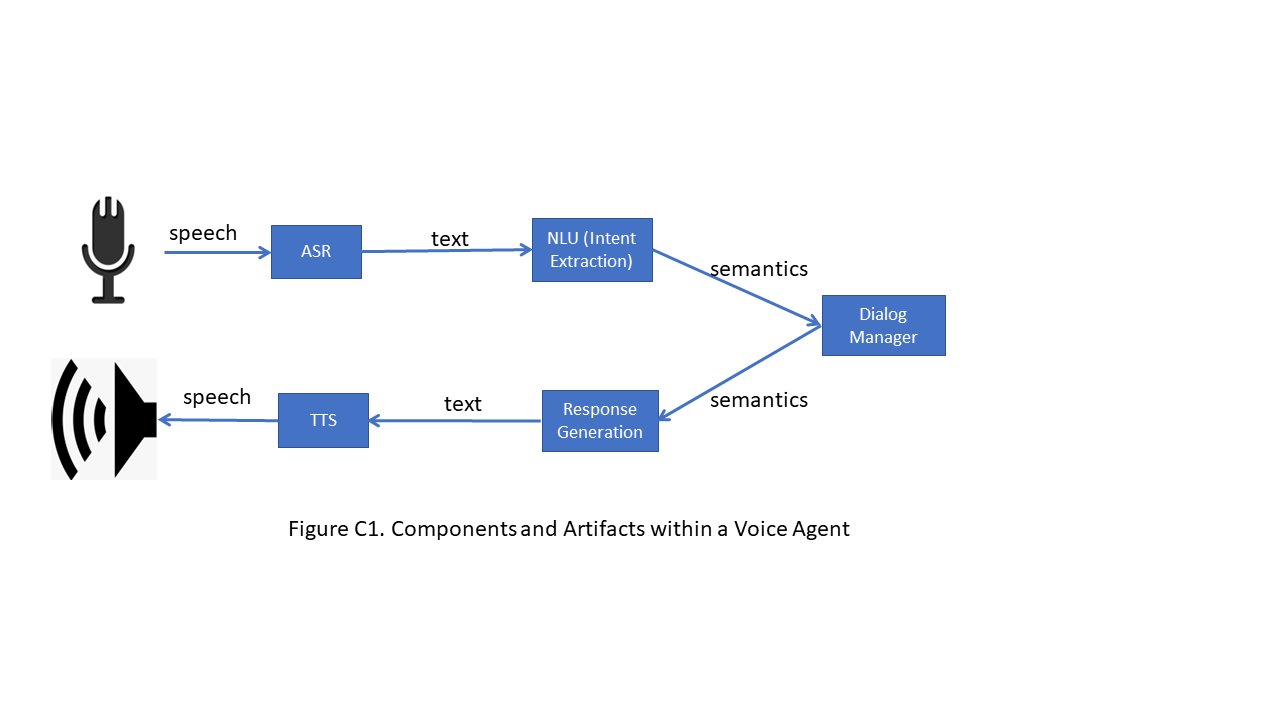 speech
ASR
text
NLU (Intent
Extraction)
semantics
Dialog
Manager
speech
TTS
text
Response
Generation
semantics
Figure C1. Components and Artifacts within a Voice Agent